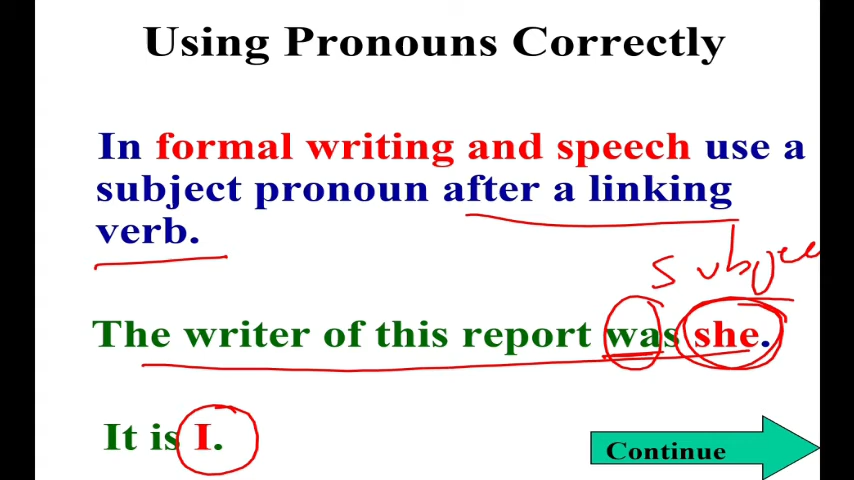 Using Pronouns Correctly
In formal writing and speech use a
subject pronoun after a linking
verb.
subjec
The writer of this report was she.
It is I.
Continue